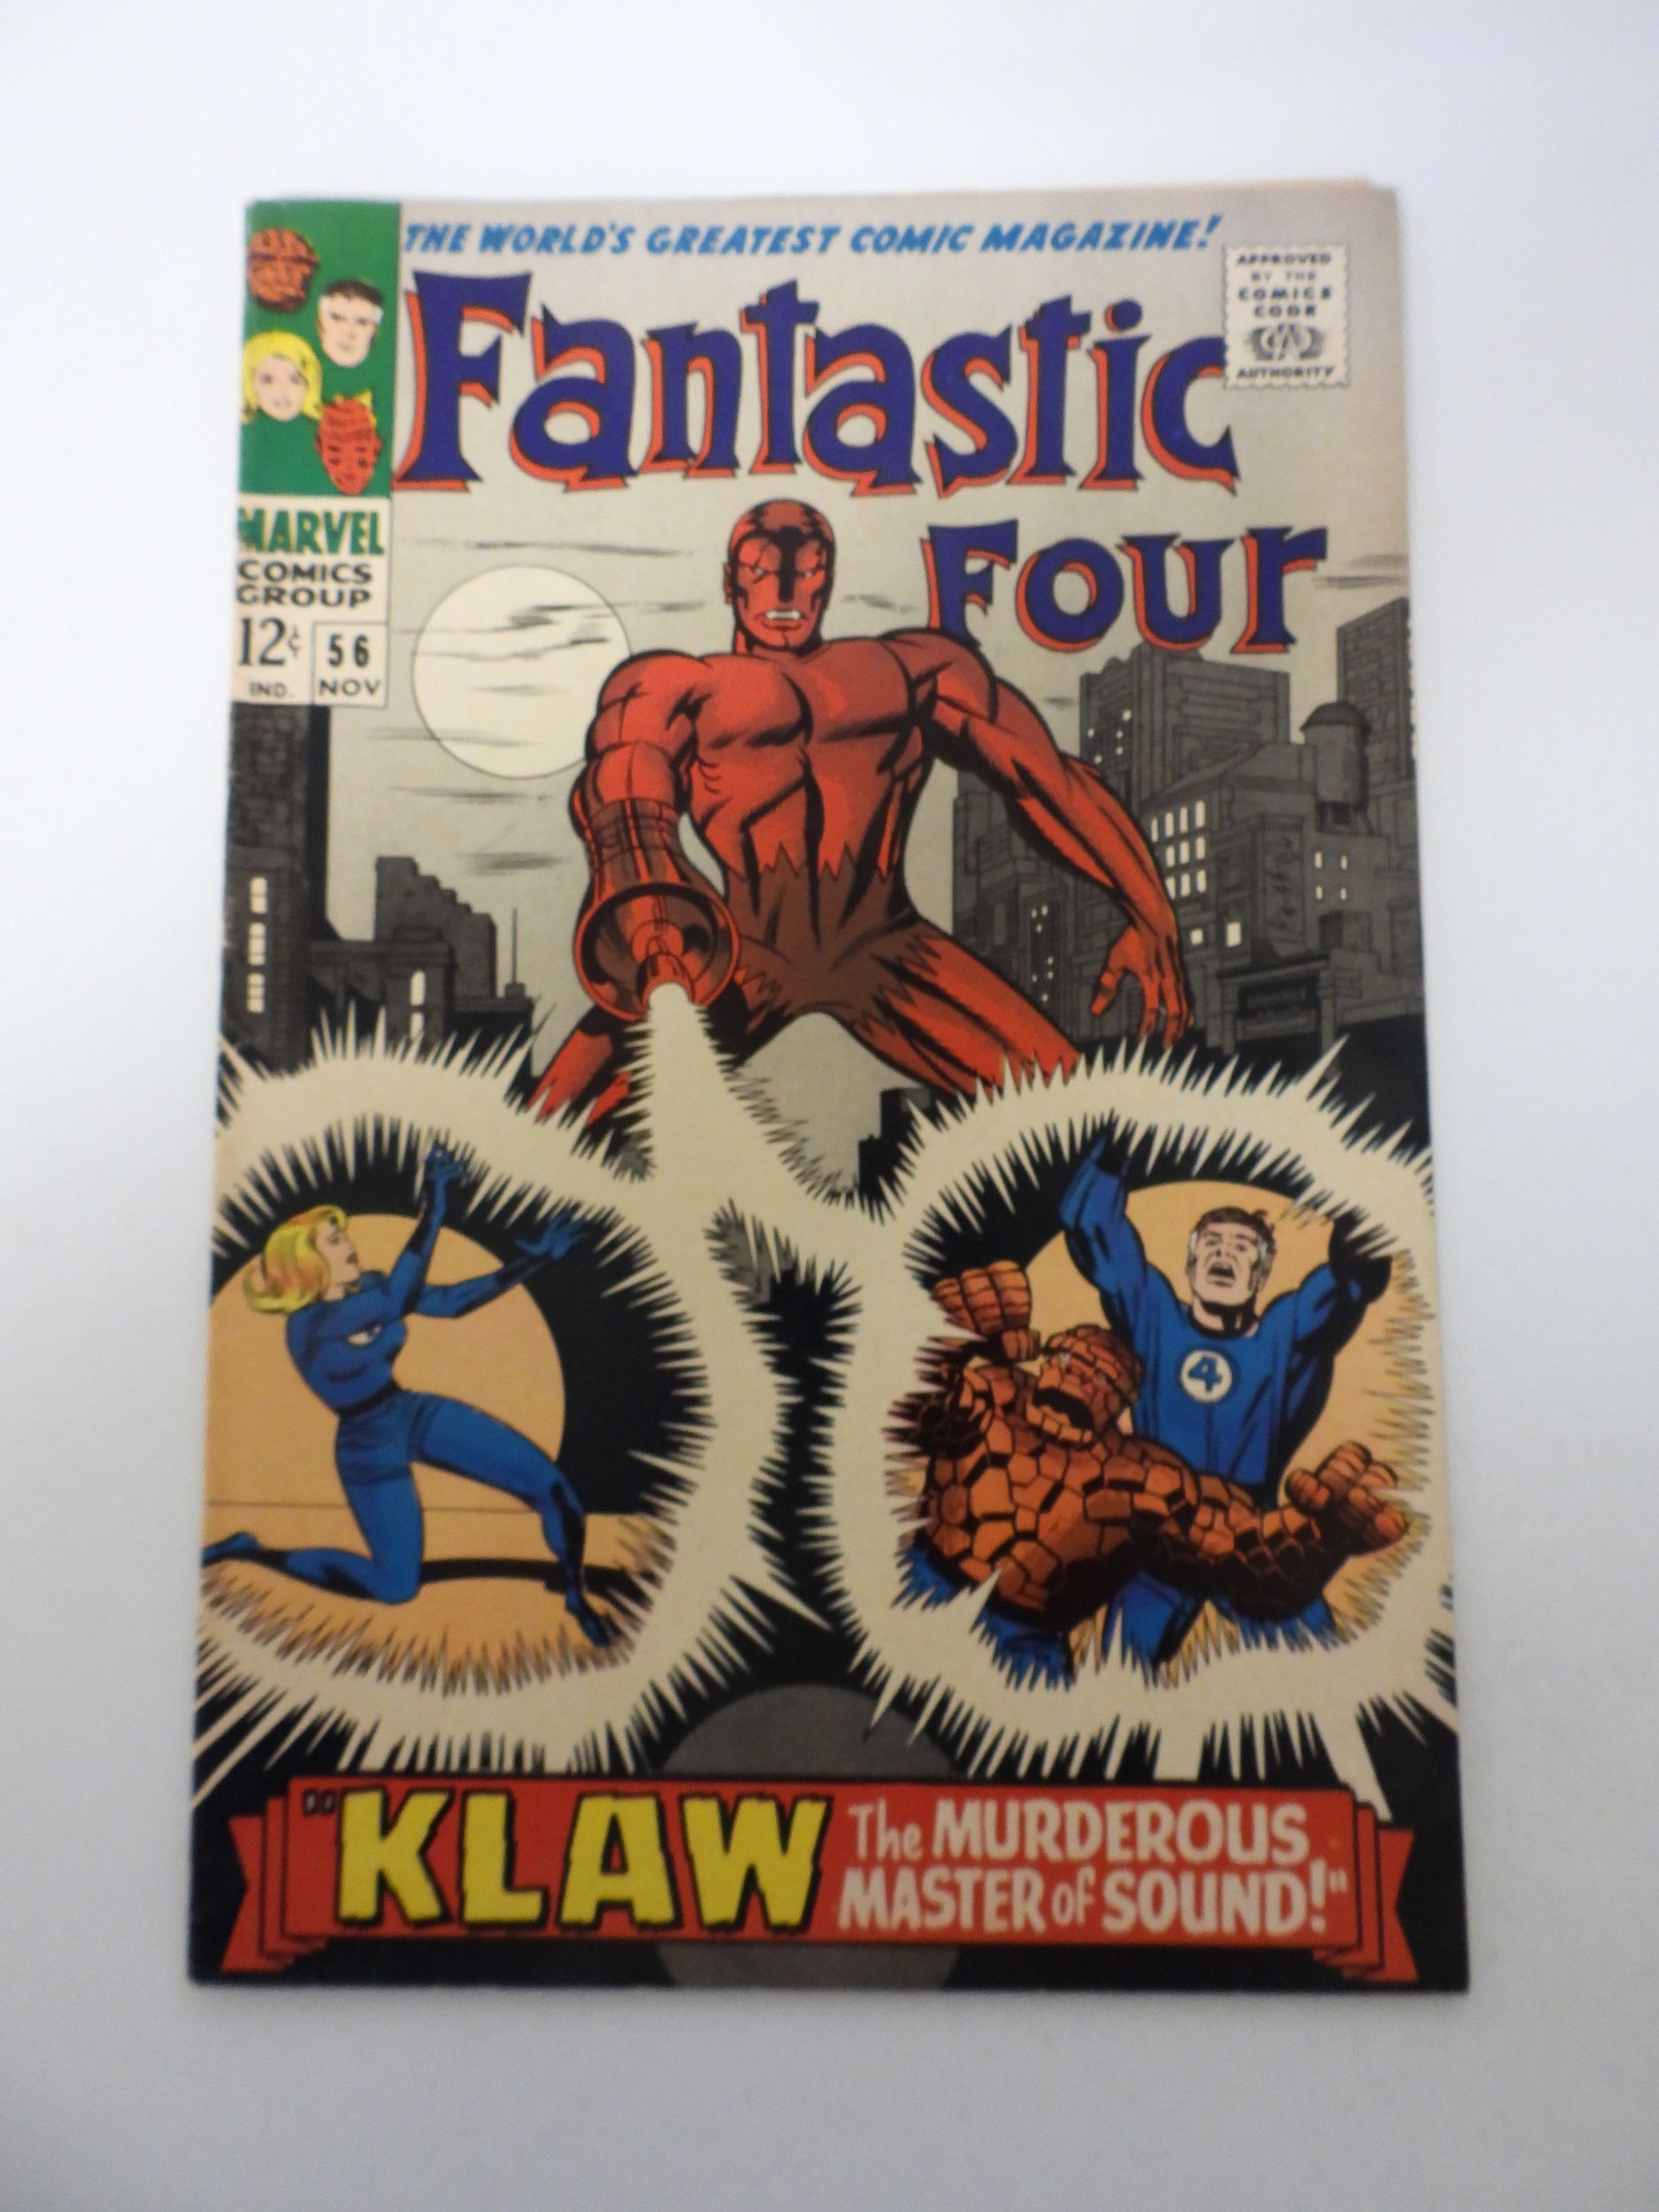 THE WORLD'S GREATEST COMIC MAGAZINE!
APPROVED
BY THE
COMICS
CODE
CA
AUTHORITY
Fantastic
Four
MARVEL
COMICS
GROUP
12¢
IND.
56
NOV
4
"KLAW The MURDEROUS
MASTER of SOUND!"